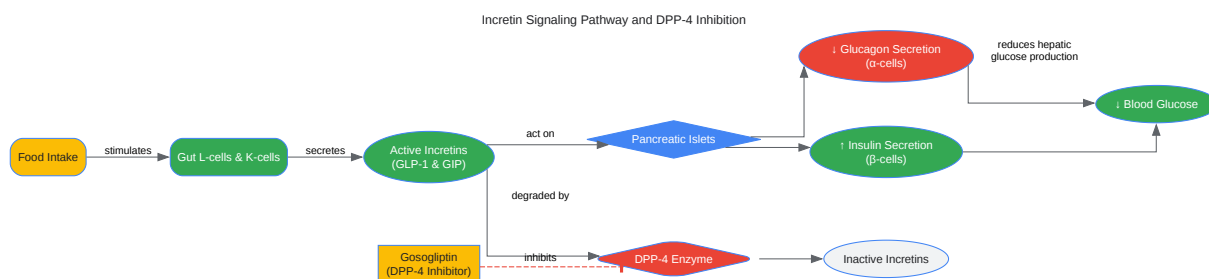 Incretin Signaling Pathway and DPP-4 Inhibition
Food Intake
stimulates
Gut L-cells & K-cells
secretes
Active Incretins
(GLP-1 & GIP)
act on
Pancreatic Islets
↓ Glucagon Secretion
(α-cells)
reduces hepatic
glucose production
↓ Blood Glucose
↑ Insulin Secretion
(β-cells)
degraded by
Gosogliptin
(DPP-4 Inhibitor)
inhibits
DPP-4 Enzyme
Inactive Incretins